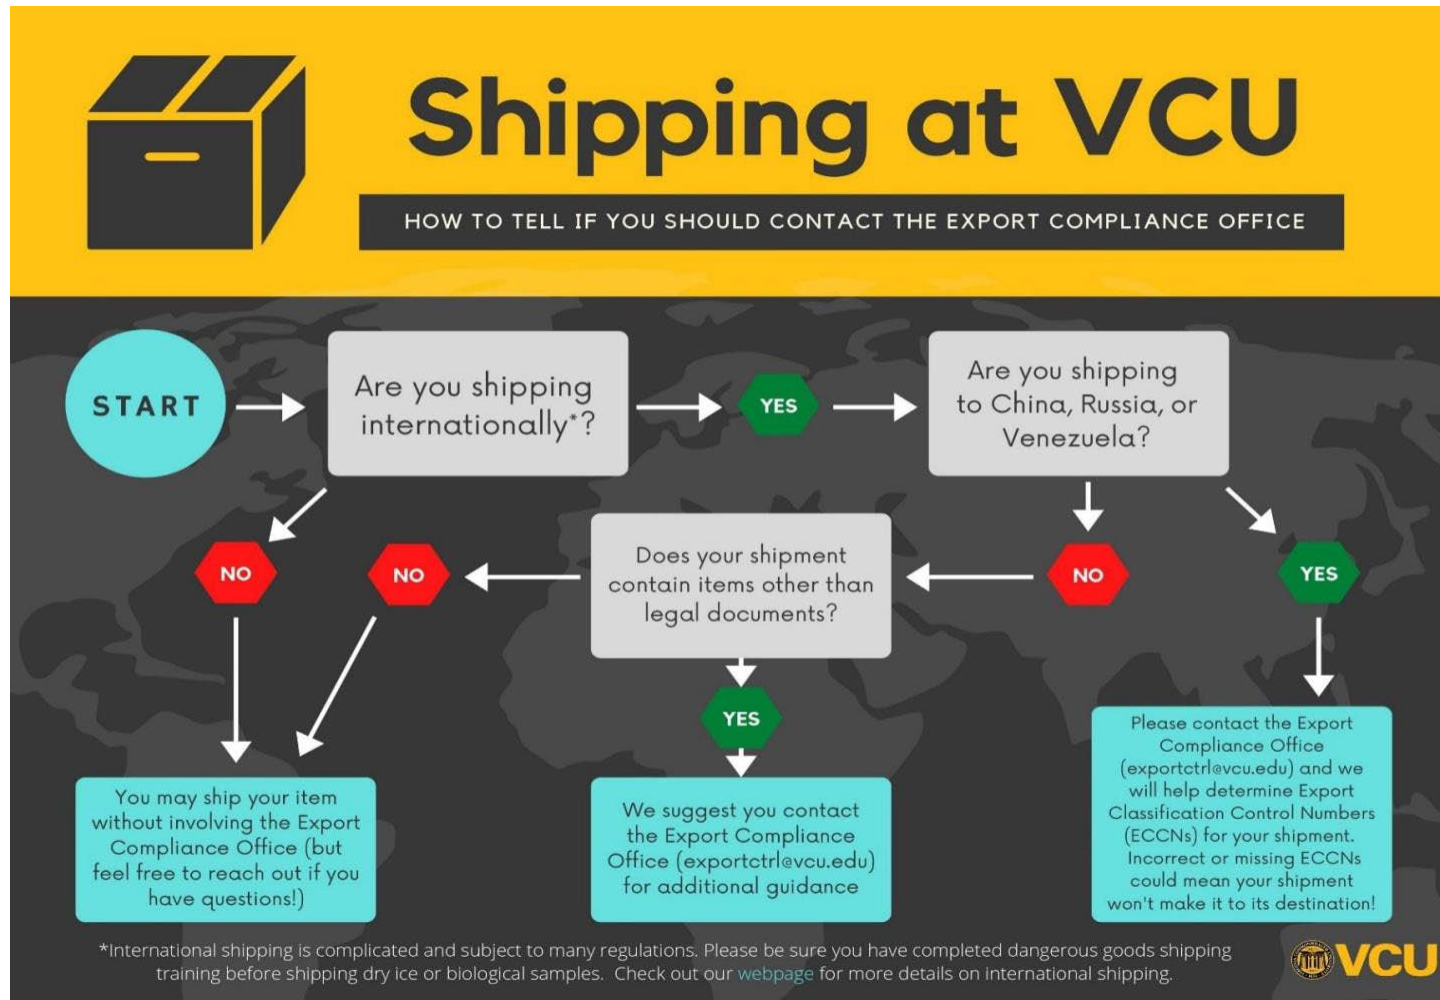 Shipping at VCU
HOW TO TELL IF YOU SHOULD CONTACT THE EXPORT COMPLIANCE OFFICE
START
Are you shipping
internationally*?
YES
Are you shipping
to China, Russia, or
Venezuela?
NO
NO
Does your shipment
contain items other than
legal documents?
NO
YES
YES
You may ship your item
without involving the Export
Compliance Office (but
feel free to reach out if you
have questions!)
We suggest you contact
the Export Compliance
Office (exportctrl@vcu.edu)
for additional guidance
Please contact the Export
Compliance Office
(exportctrl@vcu.edu) and we
will help determine Export
Classification Control Numbers
(ECCNs) for your shipment.
Incorrect or missing ECCNs
could mean your shipment
won't make it to its destination!
*International shipping is complicated and subject to many regulations. Please be sure you have completed dangerous goods shipping
training before shipping dry ice or biological samples. Check out our webpage for more details on international shipping.
VCU